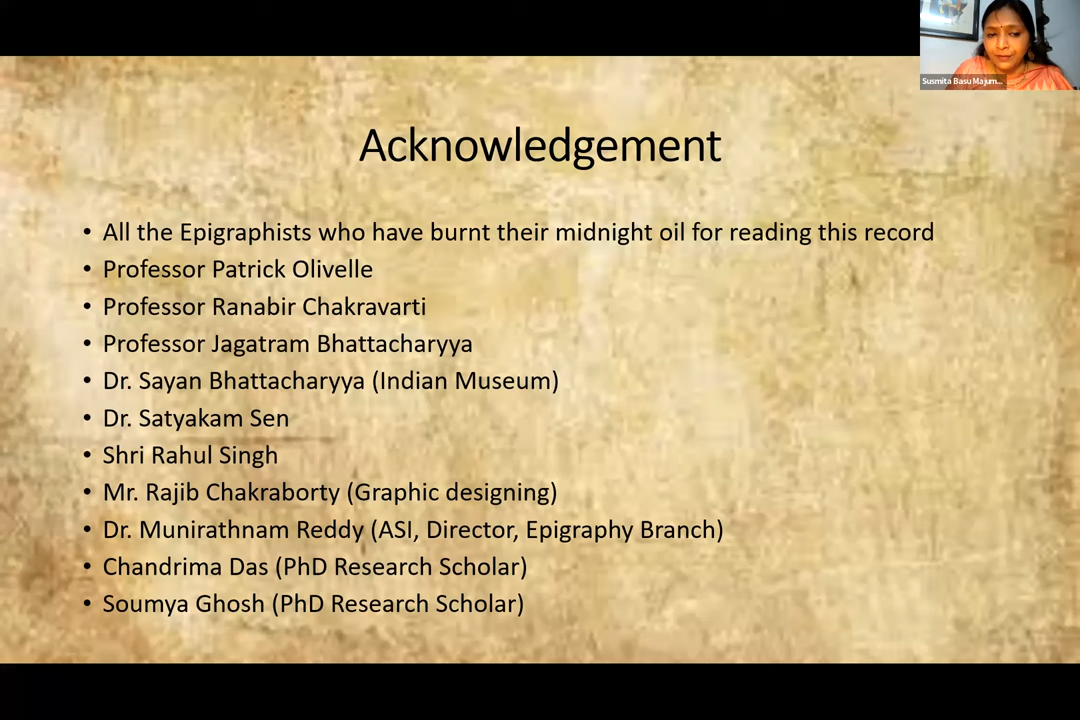 Susmita Basu Majum...
Acknowledgement
• All the Epigraphists who have burnt their midnight oil for reading this record
• Professor Patrick Olivelle
• Professor Ranabir Chakravarti
• Professor Jagatram Bhattacharyya
• Dr. Sayan Bhattacharyya (Indian Museum)
• Dr. Satyakam Sen
• Shri Rahul Singh
• Mr. Rajib Chakraborty (Graphic designing)
• Dr. Munirathnam Reddy (ASI, Director, Epigraphy Branch)
• Chandrima Das (PhD Research Scholar)
• Soumya Ghosh (PhD Research Scholar)